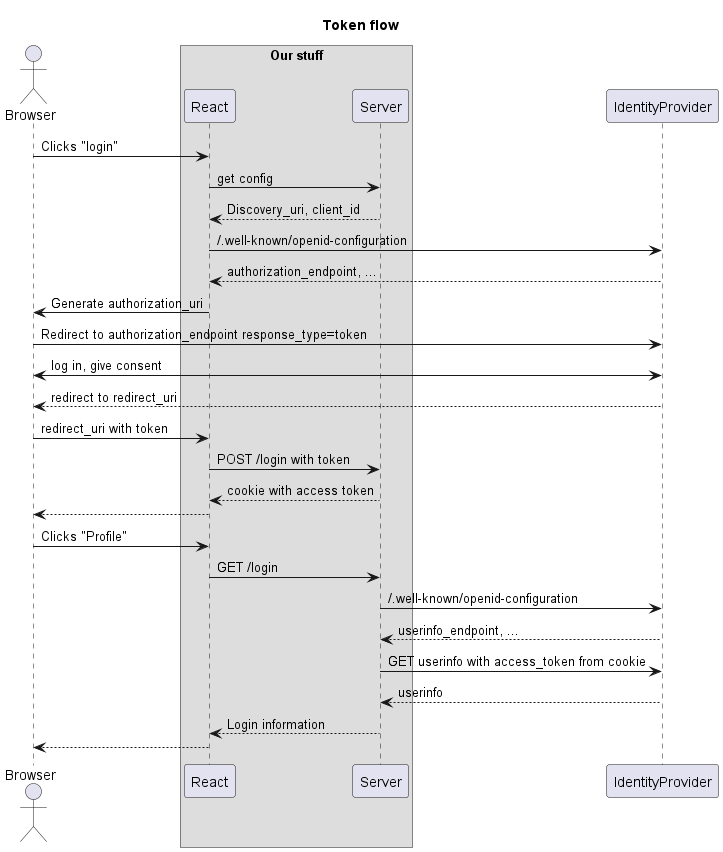 Token flow
Our stuff
Browser
React
Server
IdentityProvider
Clicks "login"
get config
Discovery_uri, client_id
/.well-known/openid-configuration
authorization_endpoint, ...
Generate authorization_uri
Redirect to authorization_endpoint response_type=token
log in, give consent
redirect to redirect_uri
redirect_uri with token
POST /login with token
cookie with access token
Clicks "Profile"
GET /login
/.well-known/openid-configuration
userinfo_endpoint, ...
GET userinfo with access_token from cookie
userinfo
Login information
Browser
React
Server
IdentityProvider